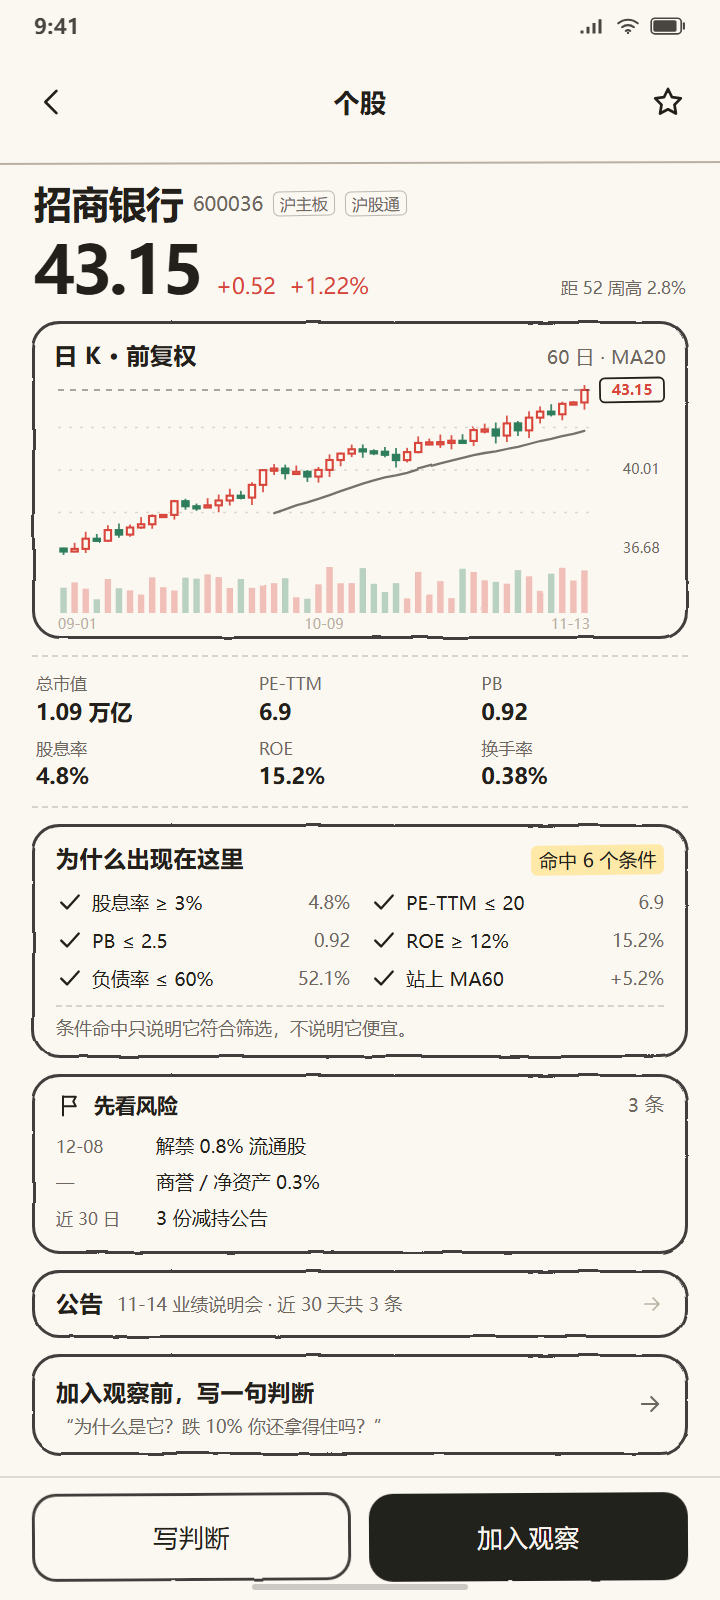 9:41
个股
招商银行 600036 沪主板 沪股通
43.15 +0.52 +1.22% 距 52 周高 2.8%
日 K · 前复权 60 日 · MA20
43.15
40.01
36.68
09-01 10-09 11-13
总市值 PE-TTM PB
1.09 万亿 6.9 0.92
股息率 ROE 换手率
4.8% 15.2% 0.38%
为什么出现在这里 命中 6 个条件
股息率 ≥ 3% 4.8% PE-TTM ≤ 20 6.9
PB ≤ 2.5 0.92 ROE ≥ 12% 15.2%
负债率 ≤ 60% 52.1% 站上 MA60 +5.2%
条件命中只说明它符合筛选，不说明它便宜。
先看风险 3 条
12-08 解禁 0.8% 流通股
— 商誉 / 净资产 0.3%
近 30 日 3 份减持公告
公告 11-14 业绩说明会 · 近 30 天共 3 条
加入观察前，写一句判断
“为什么是它？跌 10% 你还拿得住吗？”
写判断 加入观察